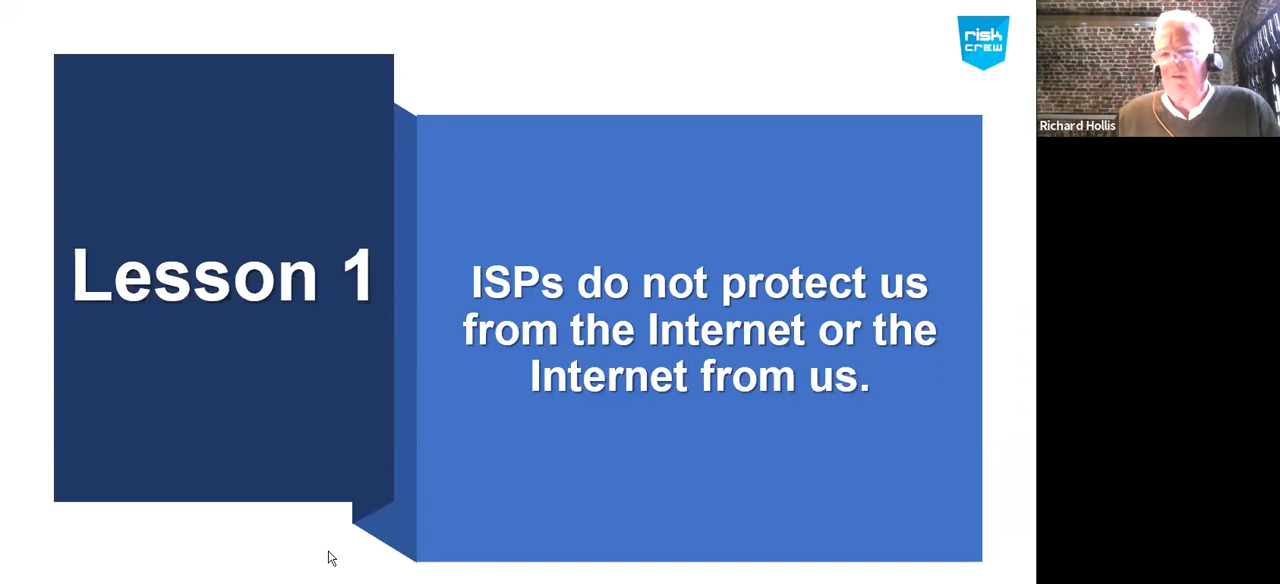 risk
crew
Richard Hollis
Lesson 1
ISPs do not protect us
from the Internet or the
Internet from us.